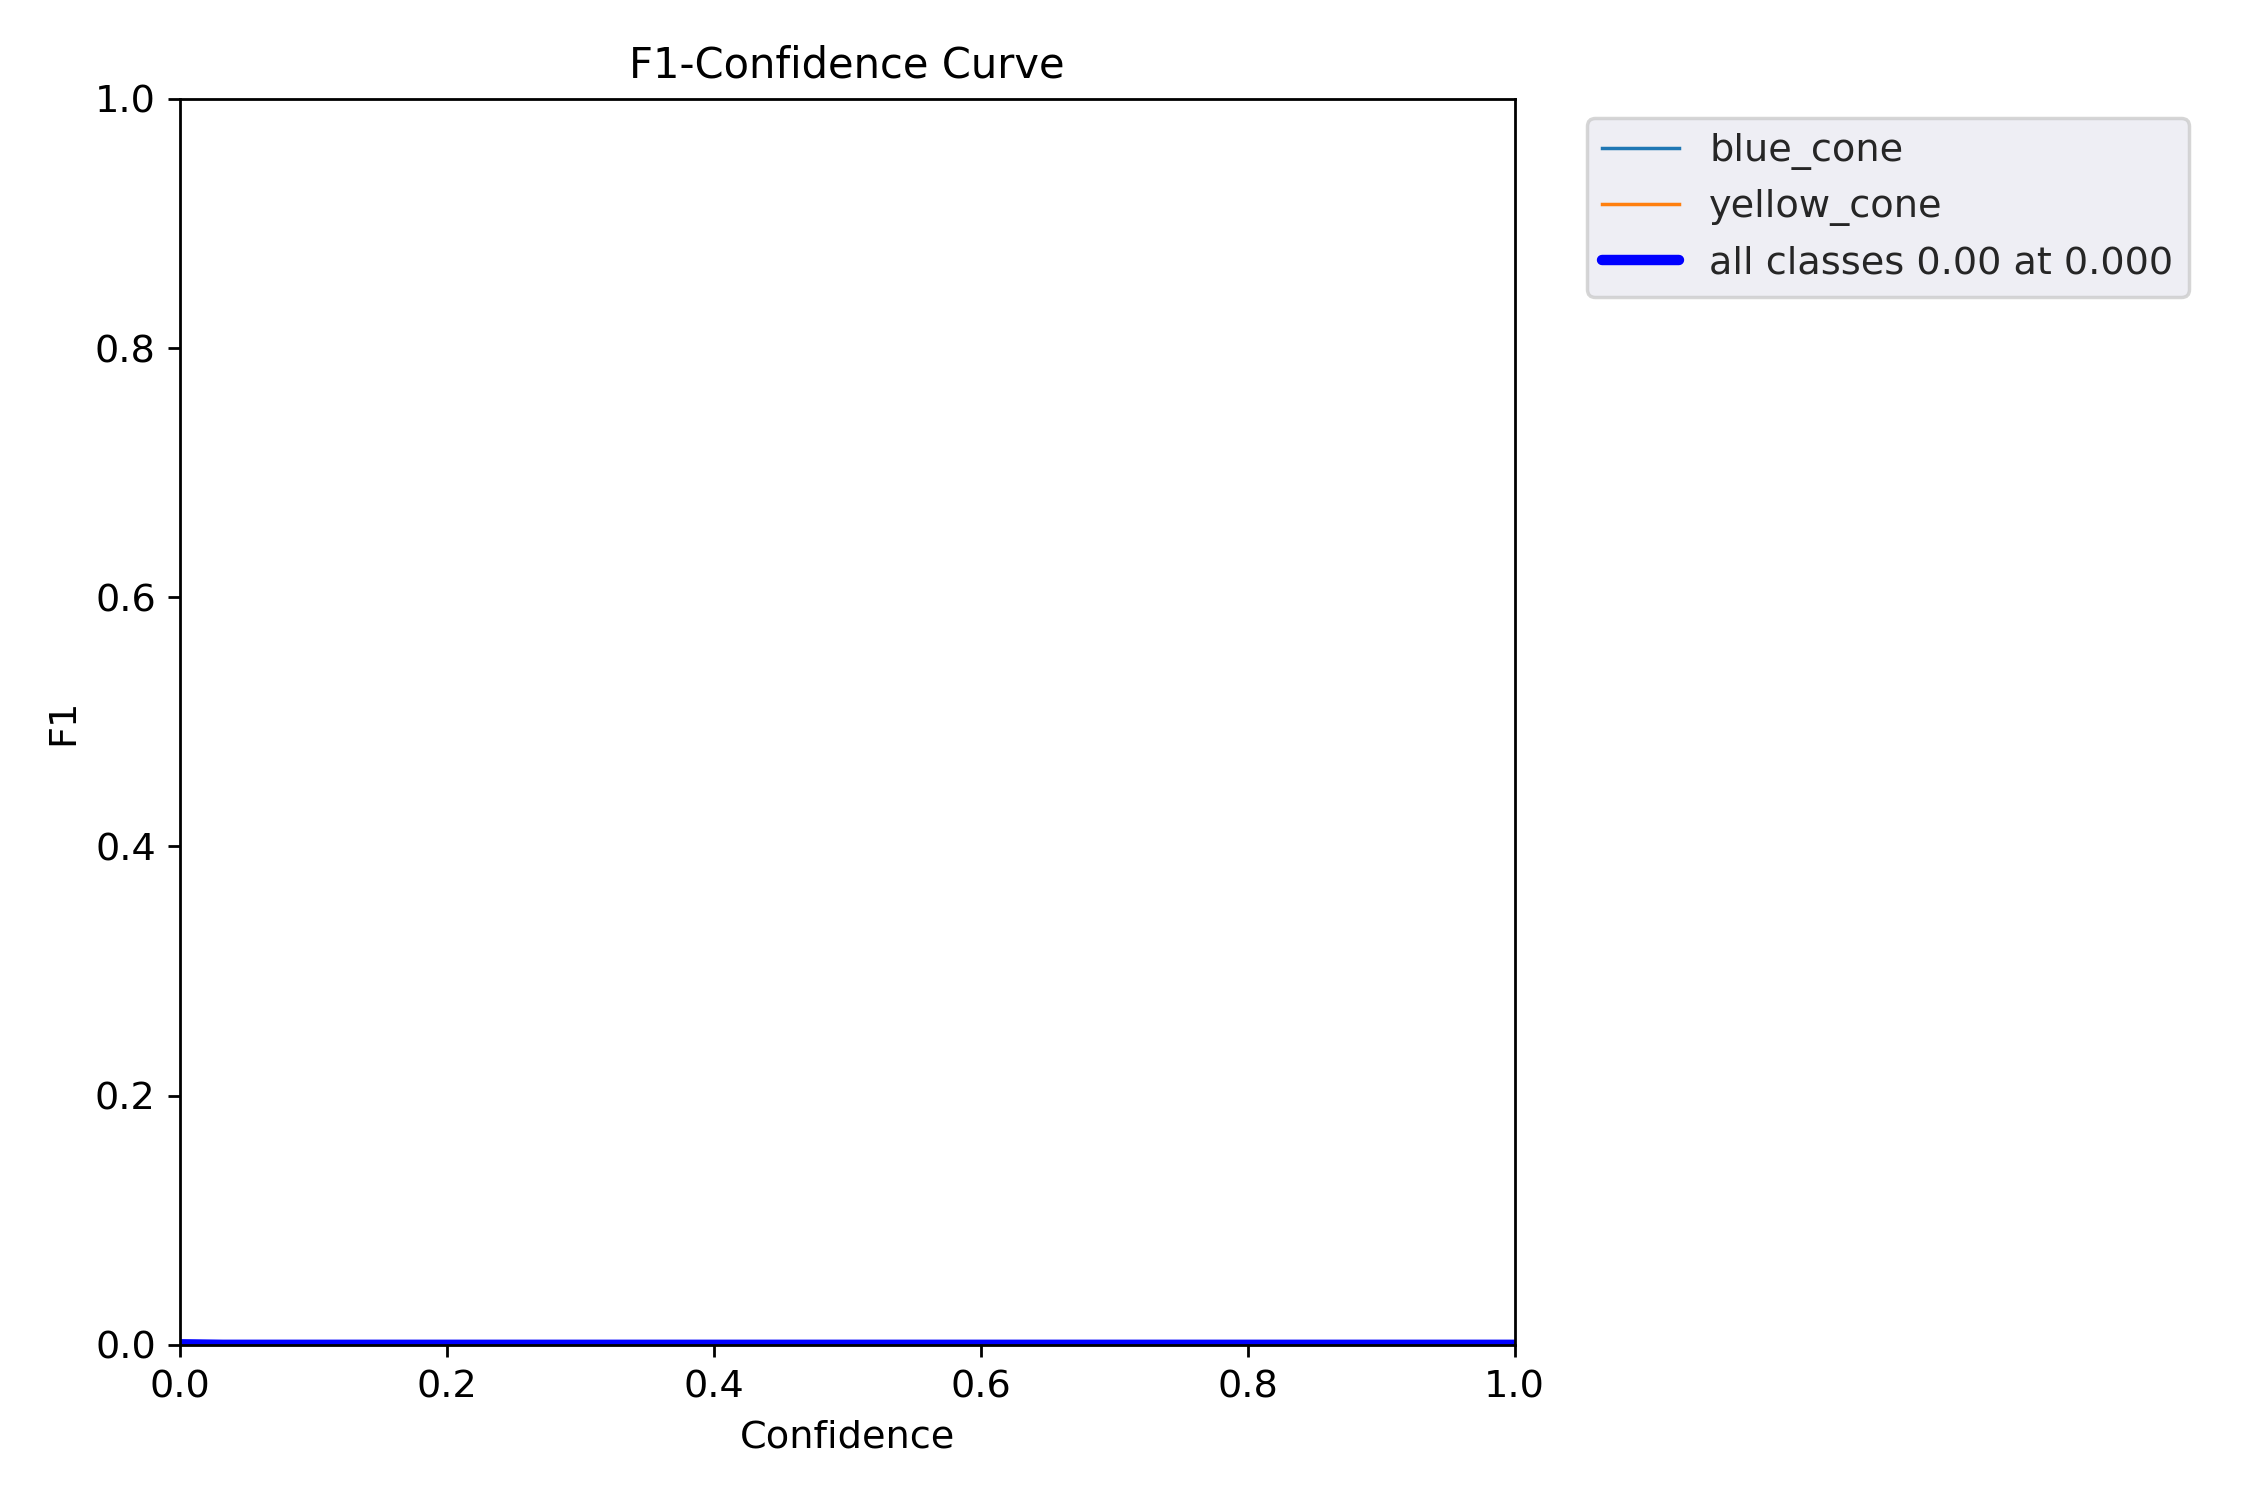 F1-Confidence Curve
1.0
0.8
0.6
0.4
0.2
0.0
F1
0.0 0.2 0.4 0.6 0.8 1.0
Confidence
blue_cone
yellow_cone
all classes 0.00 at 0.000